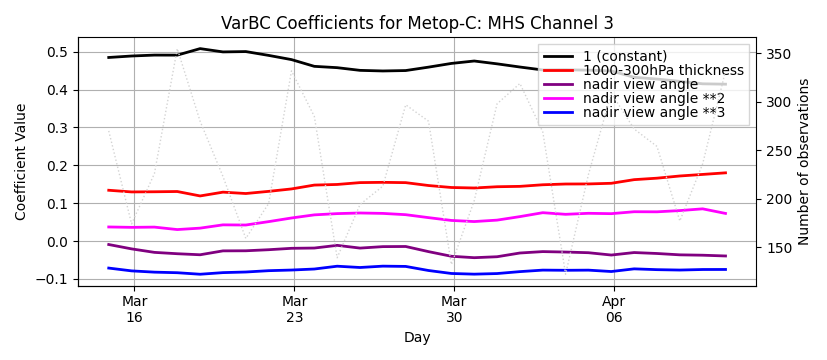 VarBC Coefficients for Metop-C: MHS Channel 3
1 (constant)
1000-300hPa thickness
nadir view angle
nadir view angle **2
nadir view angle **3
0.5
0.4
0.3
0.2
0.1
0.0
−0.1
Coefficient Value
350
300
250
200
150
Number of observations
Mar
16
Mar
23
Mar
30
Apr
06
Day